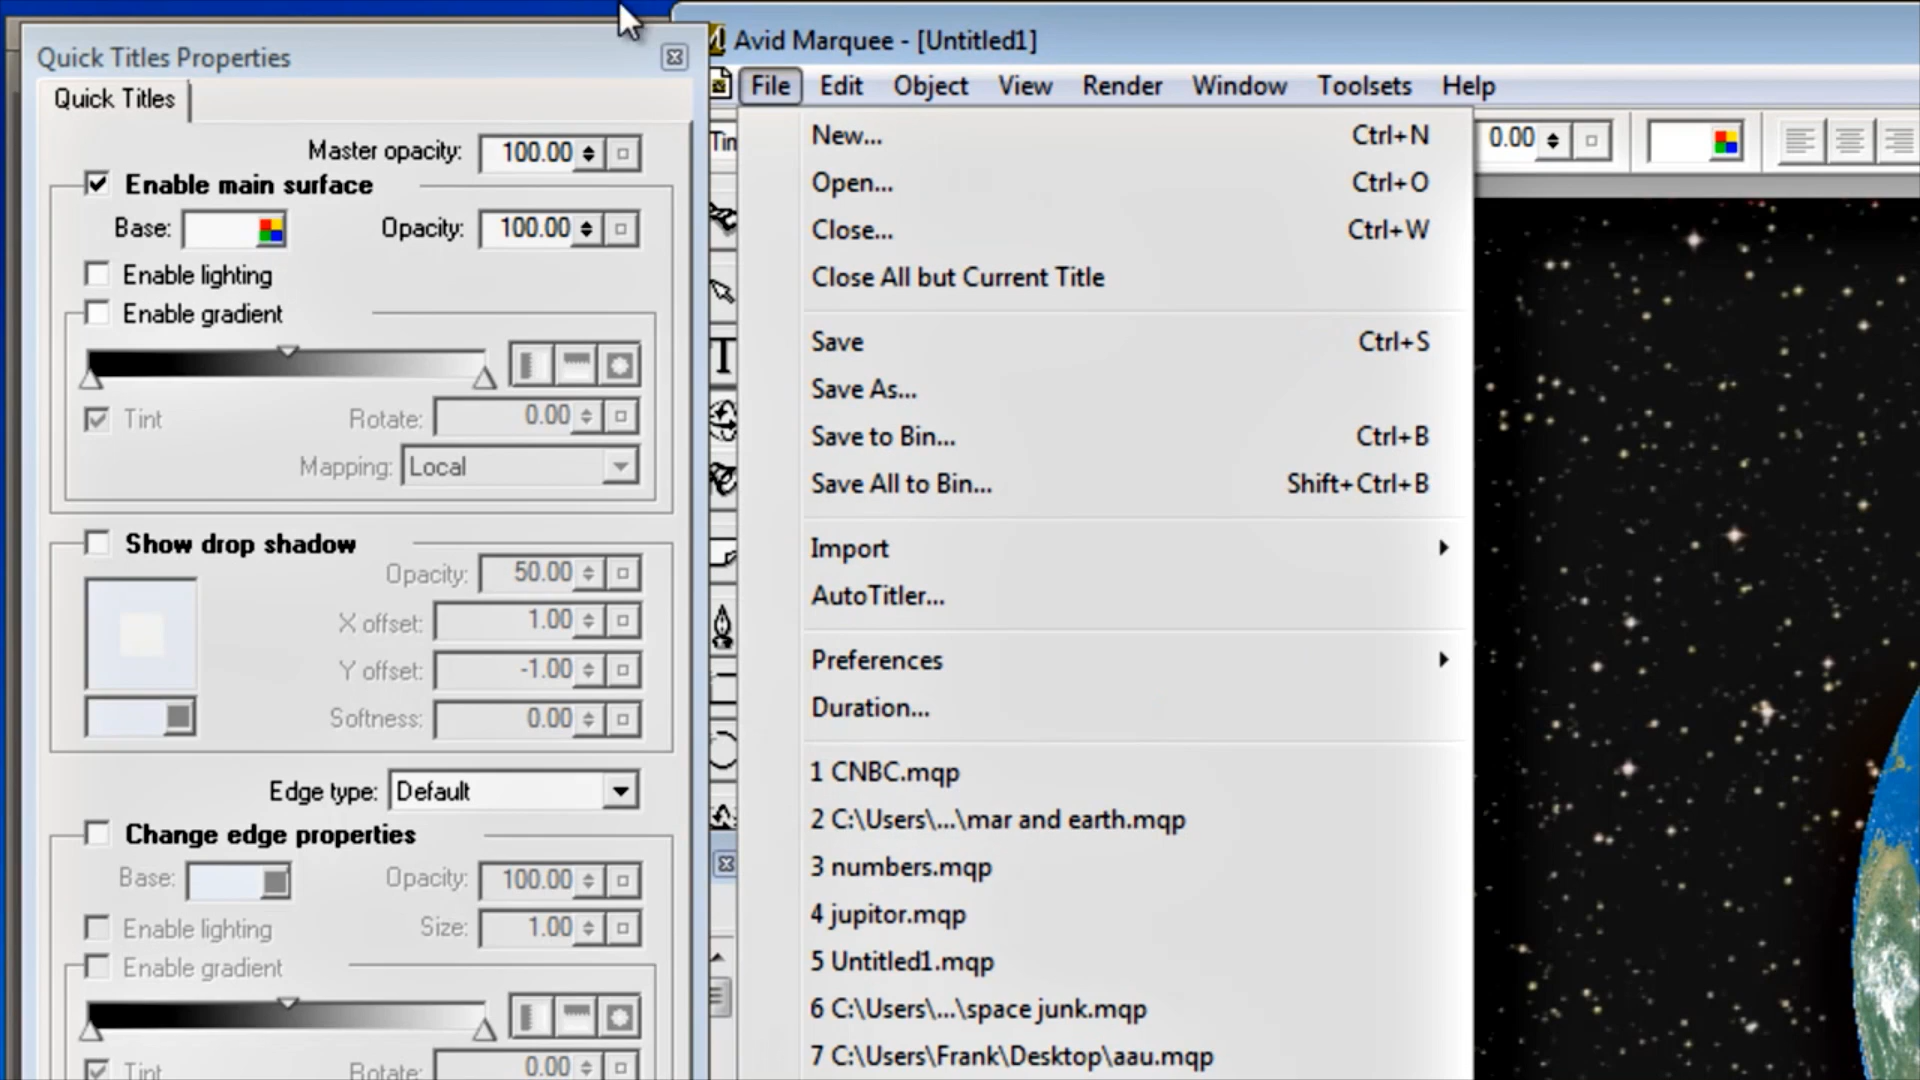 Quick Titles Properties
Quick Titles
Master opacity: 100.00
Enable main surface
Base: Opacity: 100.00
Enable lighting
Enable gradient
Tint Rotate: 0.00
Mapping: Local
Show drop shadow
Opacity: 50.00
X offset: 1.00
Y offset: -1.00
Softness: 0.00
Edge type: Default
Change edge properties
Base: Opacity: 100.00
Enable lighting Size: 1.00
Enable gradient
Tint Rotate: 0.00
Avid Marquee - [Untitled1]
File Edit Object View Render Window Toolsets Help
0.00
New... Ctrl+N
Open... Ctrl+O
Close... Ctrl+W
Close All but Current Title
Save Ctrl+S
Save As...
Save to Bin... Ctrl+B
Save All to Bin... Shift+Ctrl+B
Import
AutoTitler...
Preferences
Duration...
1 CNBC.mqp
2 C:\Users\...\mar and earth.mqp
3 numbers.mqp
4 jupitor.mqp
5 Untitled1.mqp
6 C:\Users\...\space junk.mqp
7 C:\Users\Frank\Desktop\aau.mqp